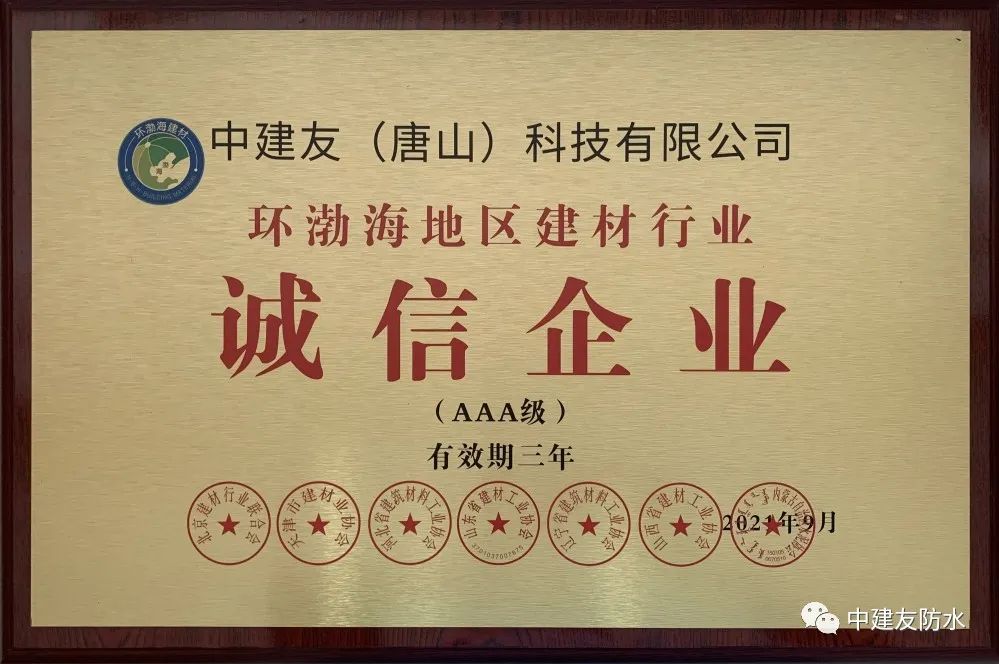 环渤海建材
渤海
中建友（唐山）科技有限公司
环渤海地区建材行业
诚信企业
（AAA级）
有效期三年
北京建材行业联合会
天津市建材业协会
河北省建筑材料工业协会
山东省建材工业协会
3701037007675
辽宁省建筑材料工业协会
山西省建材工业协会
2021年9月
中建友防水